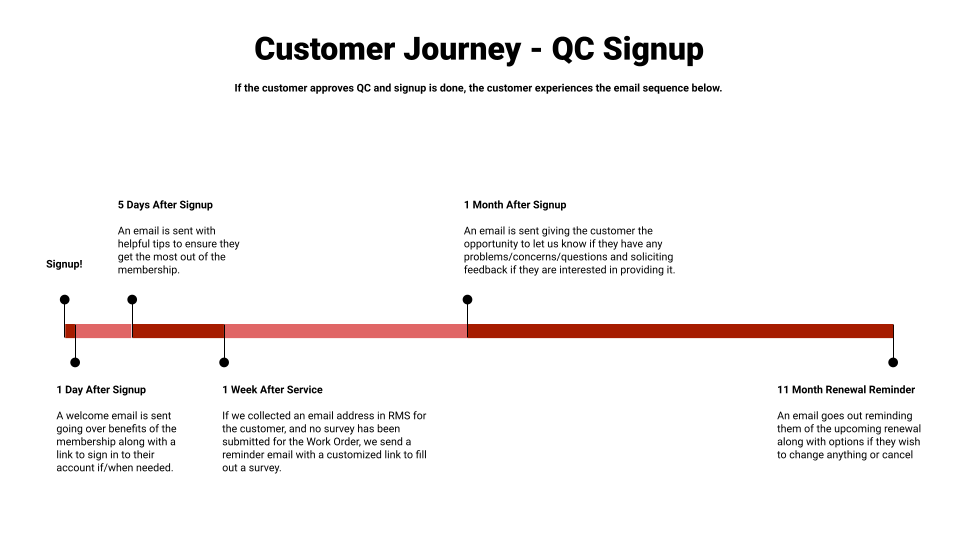 Customer Journey - QC Signup
If the customer approves QC and signup is done, the customer experiences the email sequence below.
Signup!
5 Days After Signup
An email is sent with
helpful tips to ensure they
get the most out of the
membership.
1 Month After Signup
An email is sent giving the customer the
opportunity to let us know if they have any
problems/concerns/questions and soliciting
feedback if they are interested in providing it.
1 Day After Signup
A welcome email is sent
going over benefits of the
membership along with a
link to sign in to their
account if/when needed.
1 Week After Service
If we collected an email address in RMS for
the customer, and no survey has been
submitted for the Work Order, we send a
reminder email with a customized link to fill
out a survey.
11 Month Renewal Reminder
An email goes out reminding
them of the upcoming renewal
along with options if they wish
to change anything or cancel